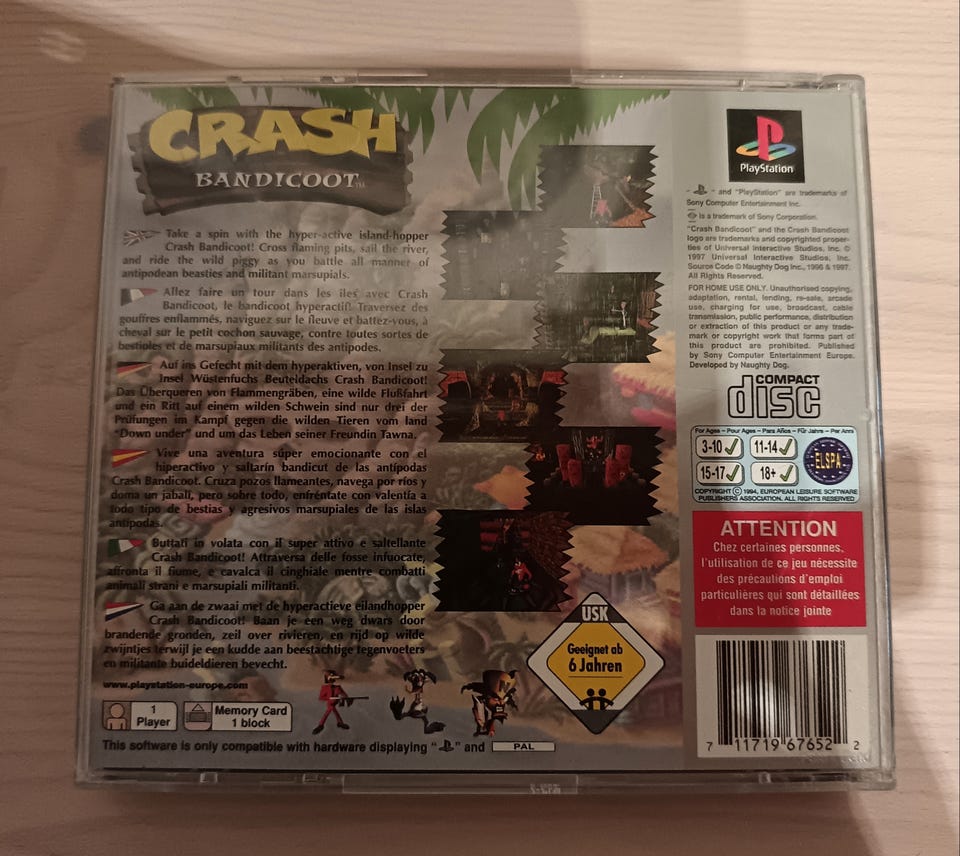 CRASH
BANDICOOT™
Take a spin with the hyper-active island-hopper
Crash Bandicoot! Cross flaming pits, sail the river,
and ride the wild piggy as you battle all manner of
antipodean beasties and militant marsupials.
Allez faire un tour dans les îles avec Crash
Bandicoot, le bandicoot hyperactif! Traversez des
gouffres enflammés, naviguez sur le fleuve et battez-vous, à
cheval sur le petit cochon sauvage, contre toutes sortes de
bestioles et de marsupiaux militants des antipodes.
Auf ins Gefecht mit dem hyperaktiven, von Insel zu
Insel Wüstenfuchs Beuteldachs Crash Bandicoot!
Das Überqueren von Flammengräben, eine wilde Flußfahrt
und ein Ritt auf einem wilden Schwein sind nur drei der
Prüfungen im Kampf gegen die wilden Tieren vom land
"Down under" und um das Leben seiner Freundin Tawna.
Vive una aventura súper emocionante con el
hiperactivo y saltarín bandicut de las antípodas
Crash Bandicoot. Cruza pozos llameantes, navega por ríos y
doma un jabalí, pero sobre todo, enfréntate con valentía a
todo tipo de bestias y agresivos marsupiales de las islas
antípodas.
Buttati in volata con il super attivo e saltellante
Crash Bandicoot! Attraversa delle fosse infuocate,
affronta il fiume, e cavalca il cinghiale mentre combatti
animali strani e marsupiali militanti.
Ga aan de zwaai met de hyperactieve eilandhopper
Crash Bandicoot! Baan je een weg dwars door
brandende gronden, zeil over rivieren, en rijd op wilde
zwijntjes terwijl je een kudde aan beestachtige tegenvoeters
en militante buideldieren bevecht.
www.playstation-europe.com
1
Player
Memory Card
1 block
This software is only compatible with hardware displaying " " and PAL
USK
Geeignet ab
6 Jahren
PlayStation
" " and "PlayStation" are trademarks of
Sony Computer Entertainment Inc.
is a trademark of Sony Corporation.
"Crash Bandicoot" and the Crash Bandicoot
logo are trademarks and copyrighted proper-
ties of Universal Interactive Studios, Inc. ©
1997 Universal Interactive Studios, Inc.
Source Code © Naughty Dog Inc., 1996 & 1997.
All Rights Reserved.
FOR HOME USE ONLY. Unauthorised copying,
adaptation, rental, lending, re-sale, arcade
use, charging for use, broadcast, cable
transmission, public performance, distribution
or extraction of this product or any trade-
mark or copyright work that forms part of
this product are prohibited. Published
by Sony Computer Entertainment Europe.
Developed by Naughty Dog.
COMPACT
disc
For Ages - Pour Ages - Para Años - Für Jahre - Per Anni
3-10 11-14
15-17 18+
ELSPA
COPYRIGHT © 1994, EUROPEAN LEISURE SOFTWARE
PUBLISHERS ASSOCIATION. ALL RIGHTS RESERVED
ATTENTION
Chez certaines personnes,
l'utilisation de ce jeu nécessite
des précautions d'emploi
particulières qui sont détaillées
dans la notice jointe
7 11719 67652 2